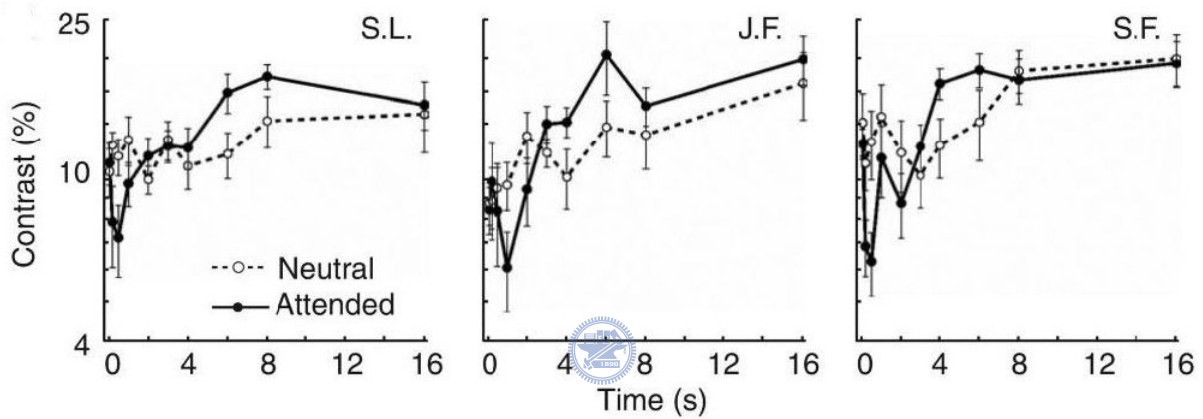 25
S.L.
J.F.
S.F.
Contrast (%)
10
Neutral
Attended
4
0 4 8 12 16
0 4 8 12 16
0 4 8 12 16
Time (s)
1896